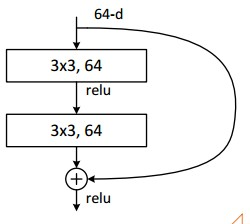 64-d
3x3, 64
relu
3x3, 64
+
relu